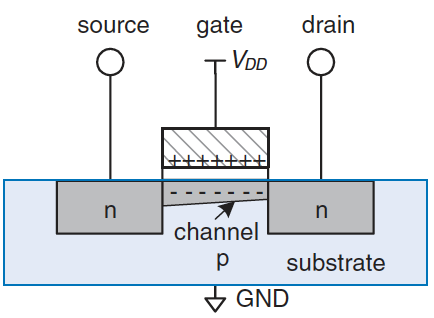 source gate drain
VDD
+++++++
- - - - - - -
n n
channel
p substrate
GND